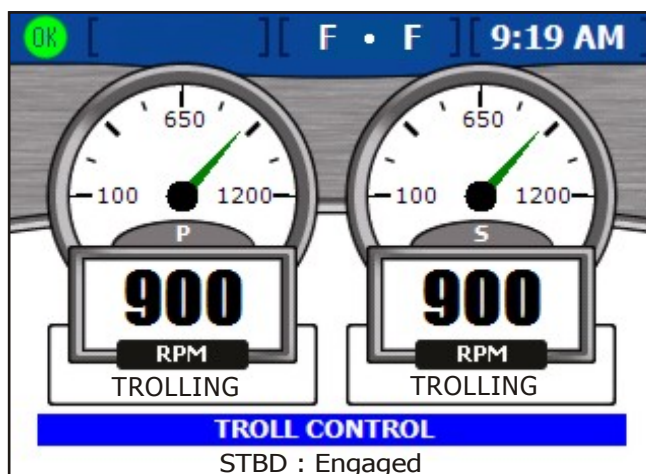 OK [ ][ F • F ][ 9:19 AM ]
650 650
100 1200 100 1200
P S
900 900
RPM RPM
TROLLING TROLLING
TROLL CONTROL
STBD : Engaged